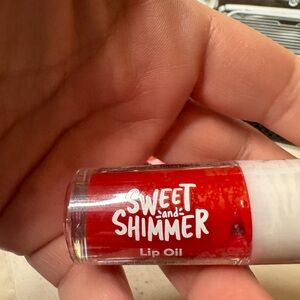 SWEET
and
SHIMMER
Lip Oil